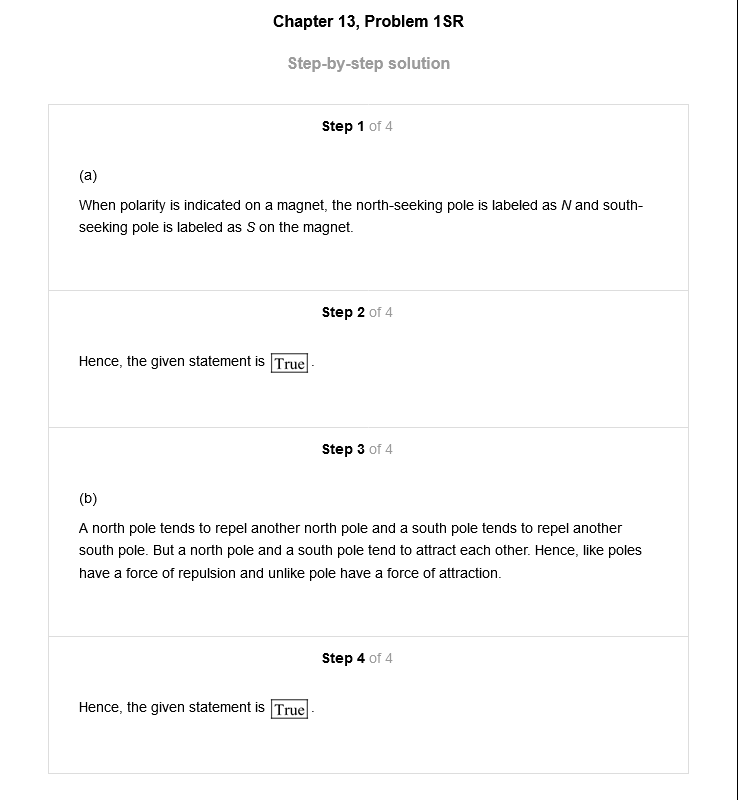 Chapter 13, Problem 1SR
Step-by-step solution
Step 1 of 4
(a)
When polarity is indicated on a magnet, the north-seeking pole is labeled as N and south-
seeking pole is labeled as S on the magnet.
Step 2 of 4
Hence, the given statement is True.
Step 3 of 4
(b)
A north pole tends to repel another north pole and a south pole tends to repel another
south pole. But a north pole and a south pole tend to attract each other. Hence, like poles
have a force of repulsion and unlike pole have a force of attraction.
Step 4 of 4
Hence, the given statement is True.